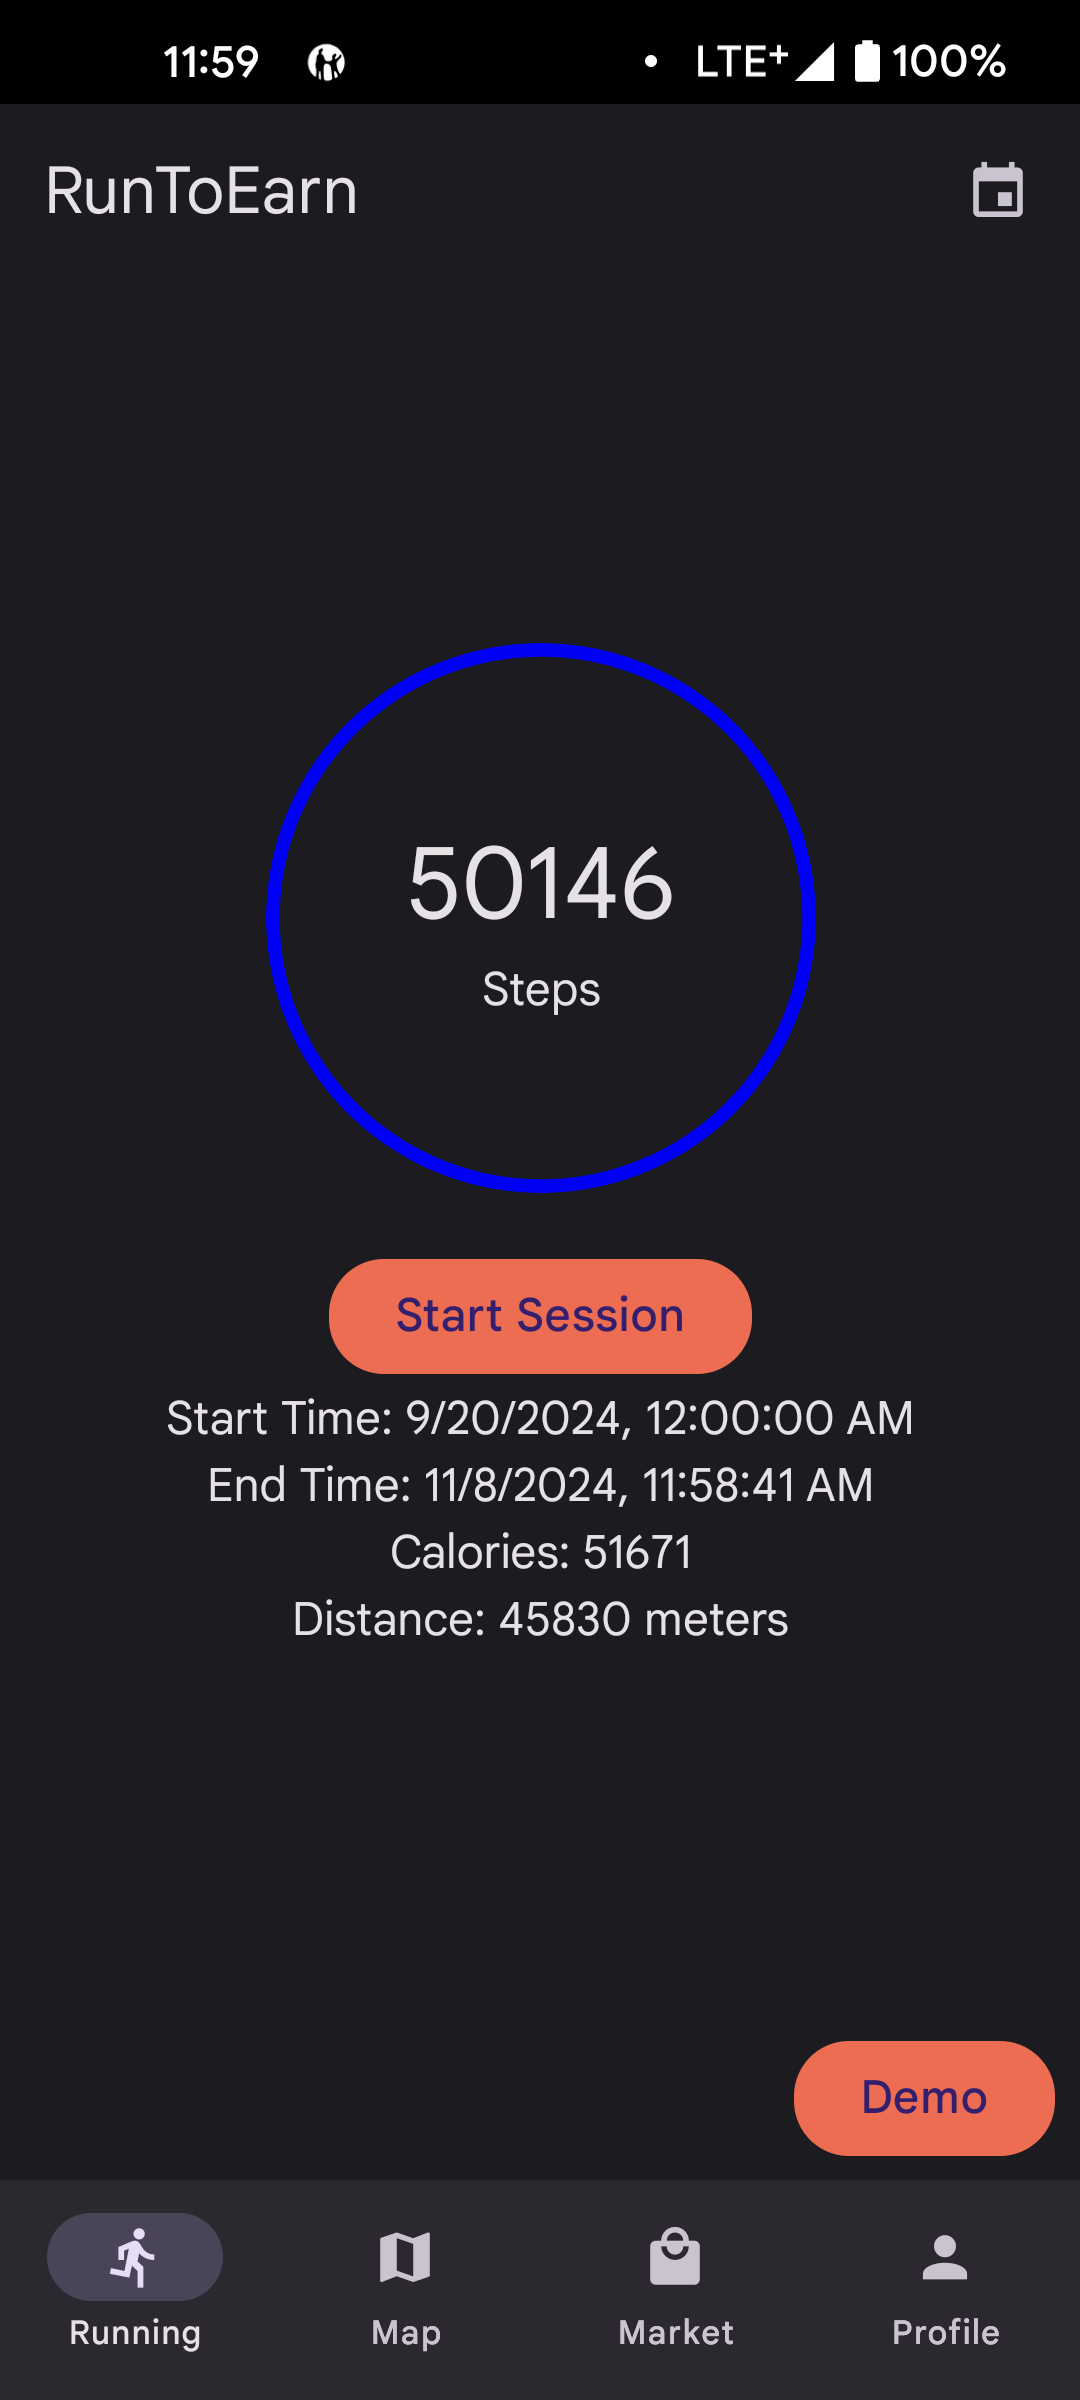 11:59 LTE+ 100%
RunToEarn
50146
Steps
Start Session
Start Time: 9/20/2024, 12:00:00 AM
End Time: 11/8/2024, 11:58:41 AM
Calories: 51671
Distance: 45830 meters
Demo
Running Map Market Profile